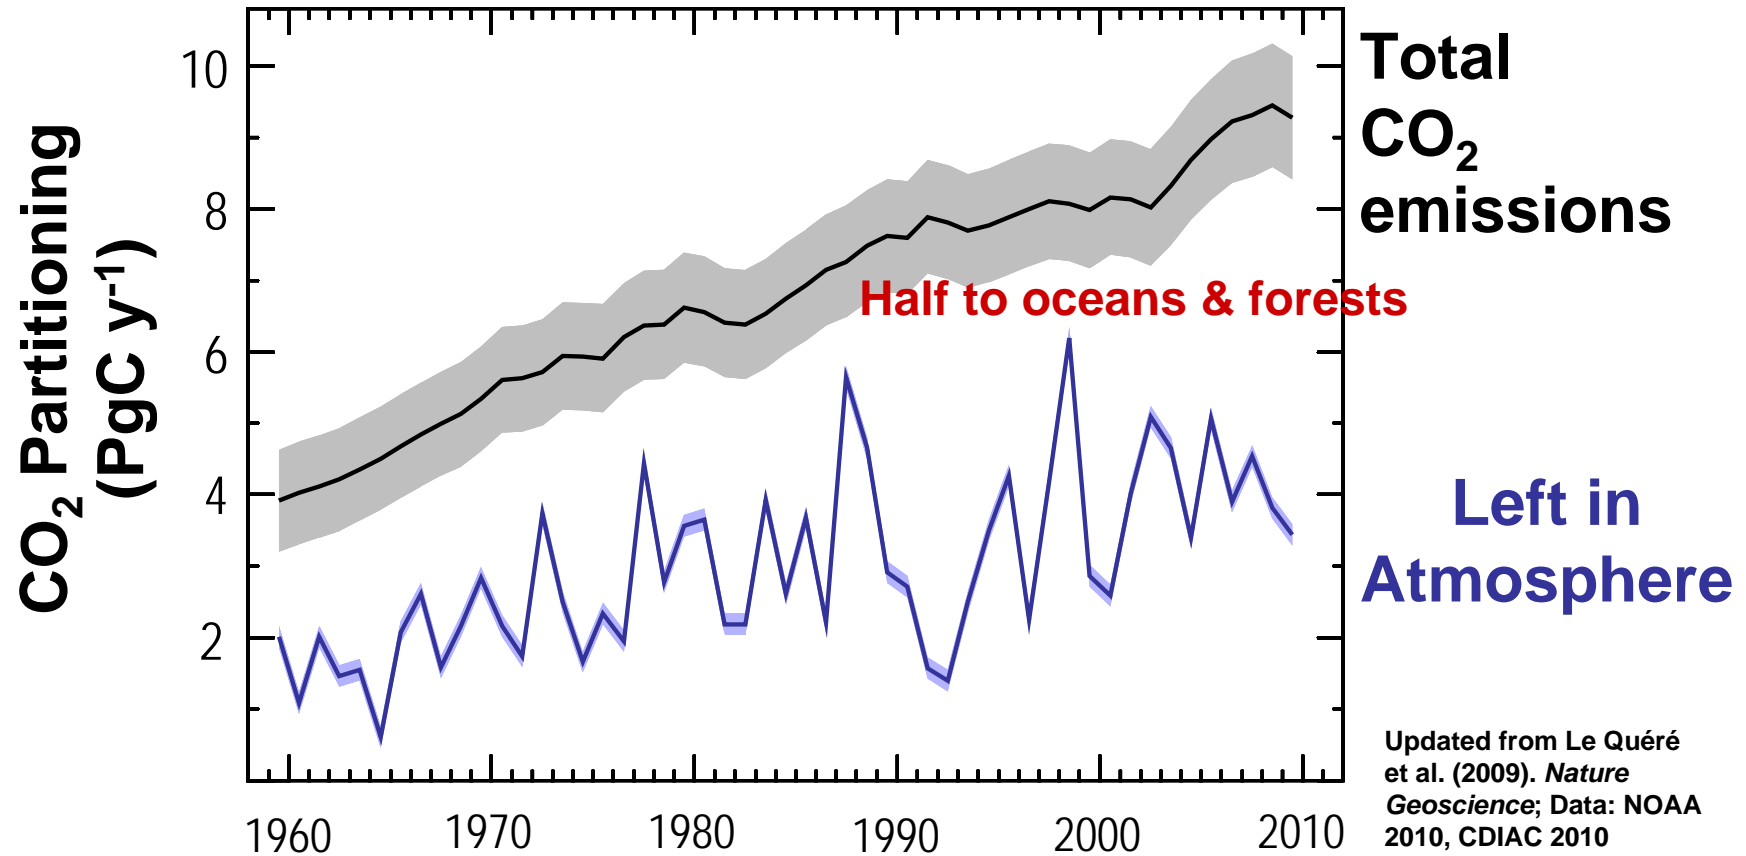 CO₂ Partitioning
(PgC y⁻¹)
10
8
6
4
2
1960 1970 1980 1990 2000 2010
Total
CO₂
emissions
Half to oceans & forests
Left in
Atmosphere
Updated from Le Quéré
et al. (2009). Nature
Geoscience; Data: NOAA
2010, CDIAC 2010